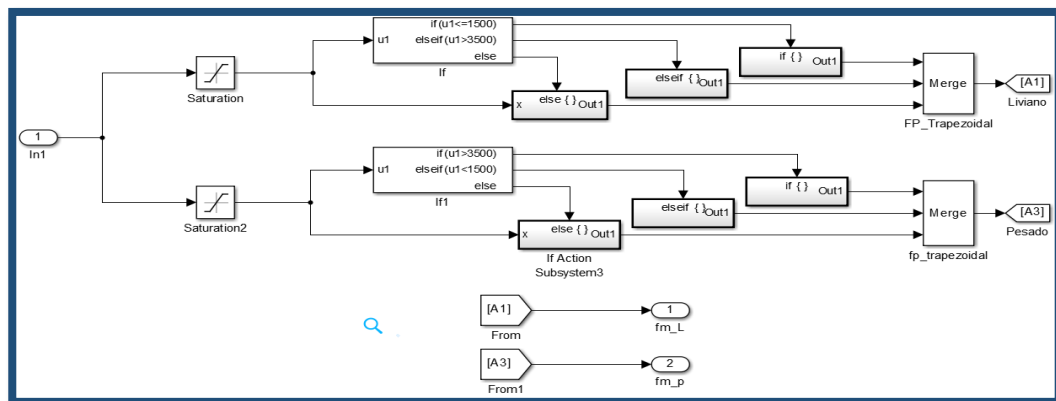 if(u1<=1500)
u1
elseif(u1>3500)
else
If
if { }
Out1
elseif { }
Out1
x
else { }
Out1
Merge
FP_Trapezoidal
[A1]
Liviano
Saturation
1
In1
Saturation2
if(u1>3500)
u1
elseif(u1<1500)
else
If1
if { }
Out1
elseif { }
Out1
x
else { }
Out1
If Action
Subsystem3
Merge
fp_trapezoidal
[A3]
Pesado
[A1]
From
1
fm_L
[A3]
From1
2
fm_p